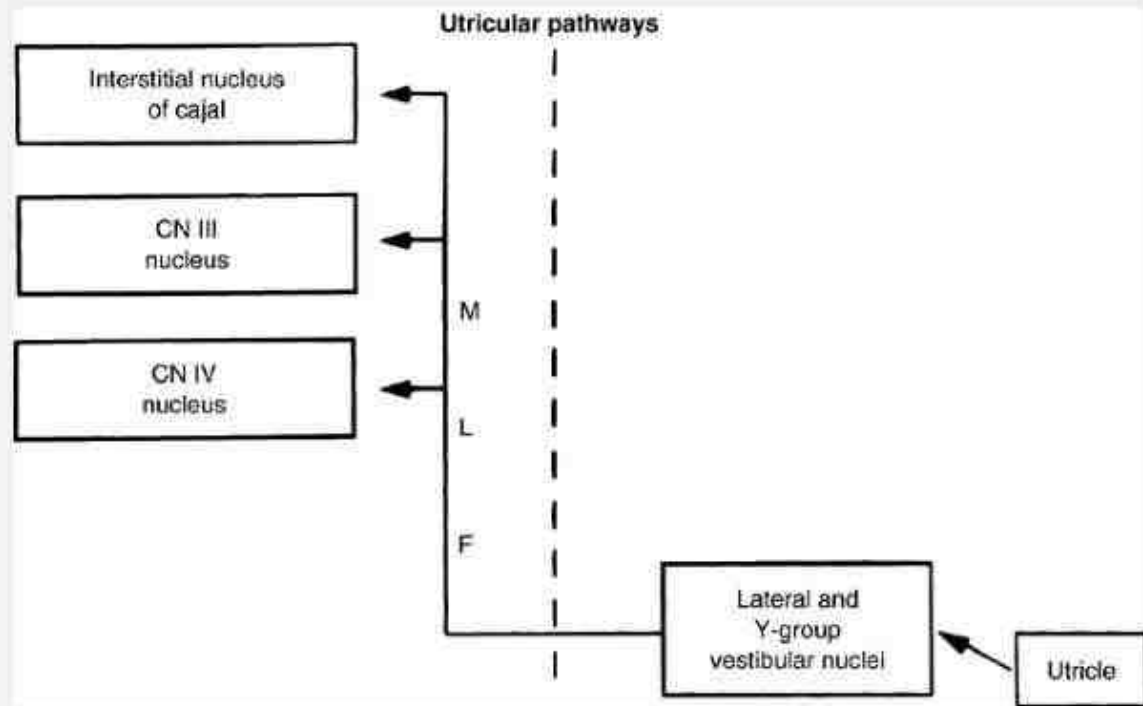 Utricular pathways
Interstitial nucleus
of cajal
CN III
nucleus
CN IV
nucleus
M
L
F
Lateral and
Y-group
vestibular nuclei
Utricle